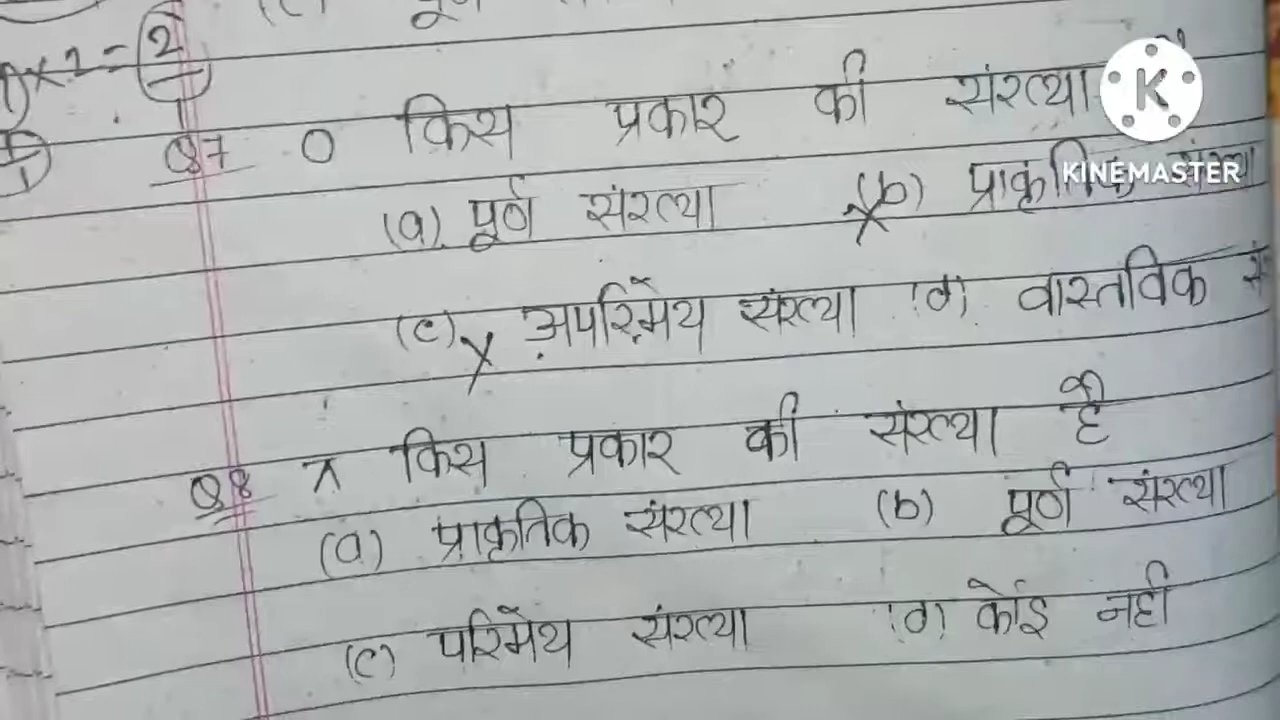 (c) पूर्ण
1×2=2
Q7 0 किस प्रकार की संख्या
(a) पूर्ण संख्या (b) प्राकृतिक संख्या
(c) अपरिमेय संख्या (d) वास्तविक
Q8 π किस प्रकार की संख्या है
(a) प्राकृतिक संख्या (b) पूर्ण संख्या
(c) परिमेय संख्या (d) कोई नही
K
KINEMASTER